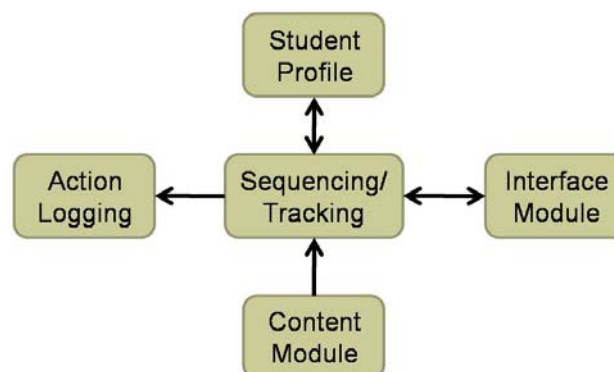 Student
Profile
Action
Logging
Sequencing/
Tracking
Interface
Module
Content
Module